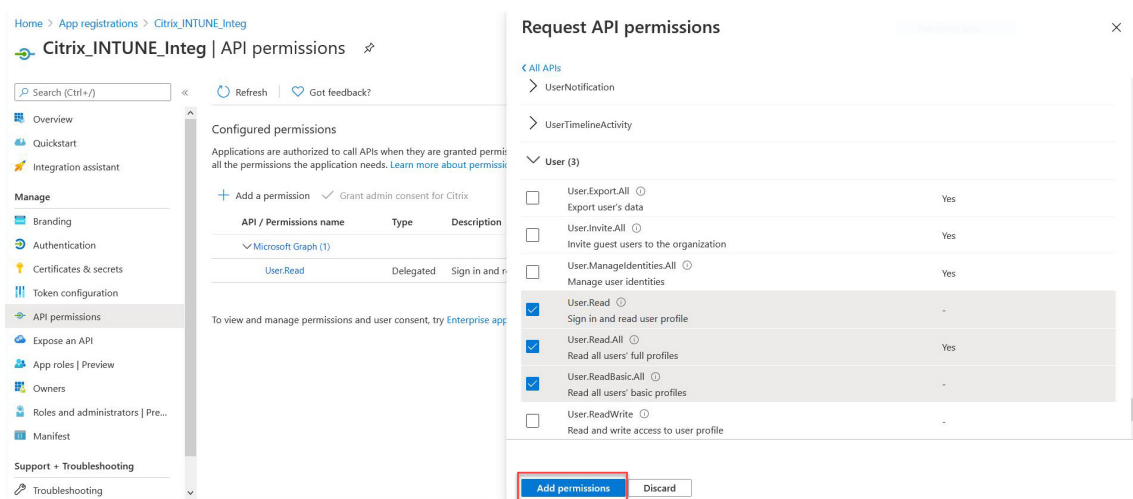 Home > App registrations > Citrix_INTUNE_Integ
Citrix_INTUNE_Integ | API permissions
Search (Ctrl+/)
Overview
Quickstart
Integration assistant
Manage
Branding
Authentication
Certificates & secrets
Token configuration
API permissions
Expose an API
App roles | Preview
Owners
Roles and administrators | Pre...
Manifest
Support + Troubleshooting
Troubleshooting
Refresh
Got feedback?
Configured permissions
Applications are authorized to call APIs when they are granted permis
all the permissions the application needs. Learn more about permissio
Add a permission
Grant admin consent for Citrix
API / Permissions name Type Description
Microsoft Graph (1)
User.Read Delegated Sign in and r
To view and manage permissions and user consent, try Enterprise app
Request API permissions
All APIs
UserNotification
UserTimelineActivity
User (3)
User.Export.All
Export user's data
Yes
User.Invite.All
Invite guest users to the organization
Yes
User.ManageIdentities.All
Manage user identities
Yes
User.Read
Sign in and read user profile
-
User.Read.All
Read all users' full profiles
Yes
User.ReadBasic.All
Read all users' basic profiles
-
User.ReadWrite
Read and write access to user profile
-
Add permissions
Discard